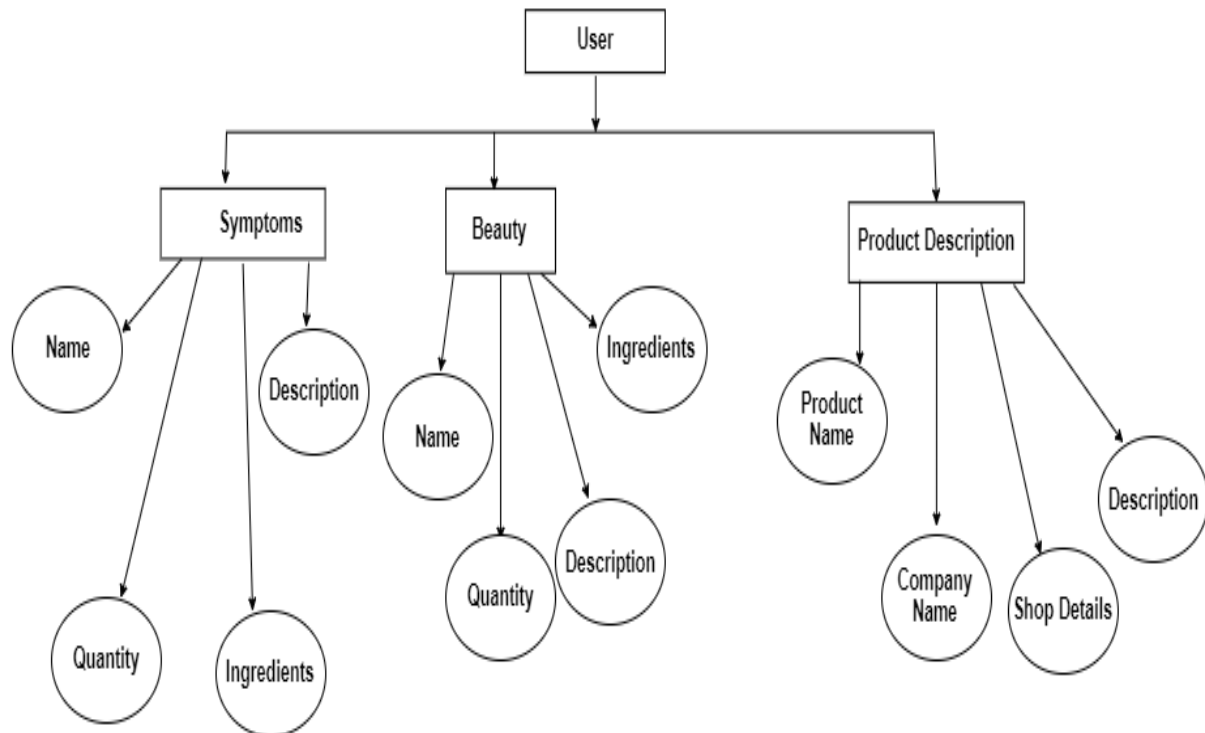 User
Symptoms
Beauty
Product Description
Name
Description
Quantity
Ingredients
Name
Ingredients
Quantity
Description
Product
Name
Company
Name
Shop Details
Description